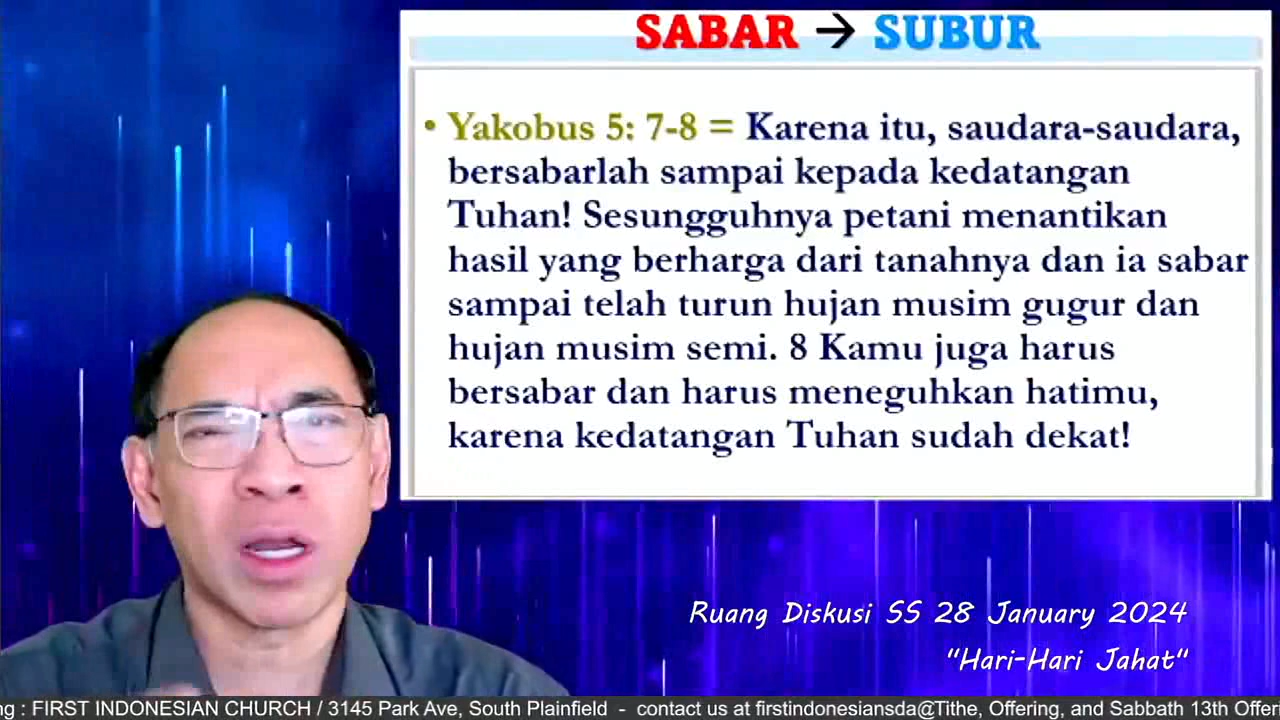 SABAR → SUBUR
• Yakobus 5: 7-8 = Karena itu, saudara-saudara,
bersabarlah sampai kepada kedatangan
Tuhan! Sesungguhnya petani menantikan
hasil yang berharga dari tanahnya dan ia sabar
sampai telah turun hujan musim gugur dan
hujan musim semi. 8 Kamu juga harus
bersabar dan harus meneguhkan hatimu,
karena kedatangan Tuhan sudah dekat!
Ruang Diskusi SS 28 January 2024
"Hari-Hari Jahat"
ng : FIRST INDONESIAN CHURCH / 3145 Park Ave, South Plainfield - contact us at firstindonesiansda@Tithe, Offering, and Sabbath 13th Offer